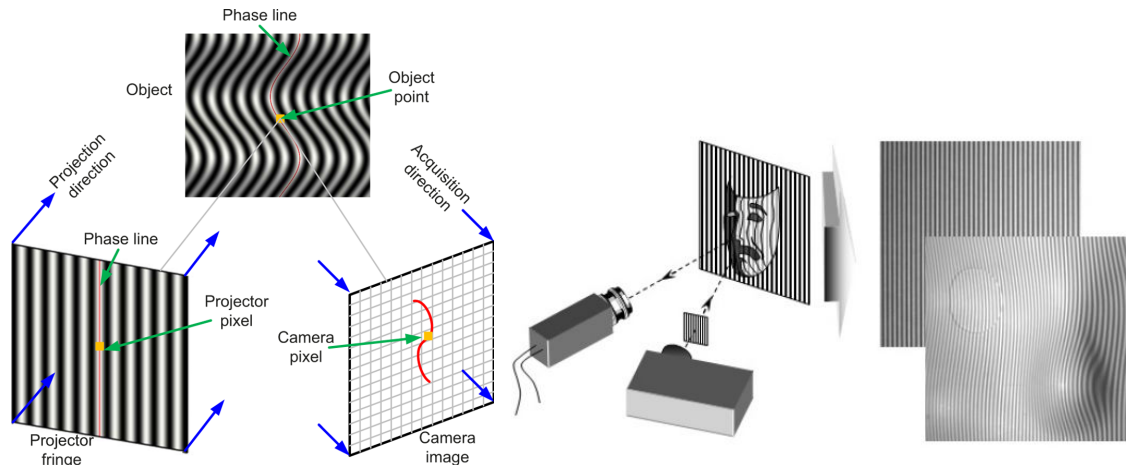 Phase line
Object
Object
point
Projection
direction
Acquisition
direction
Phase line
Projector
pixel
Camera
pixel
Projector
fringe
Camera
image